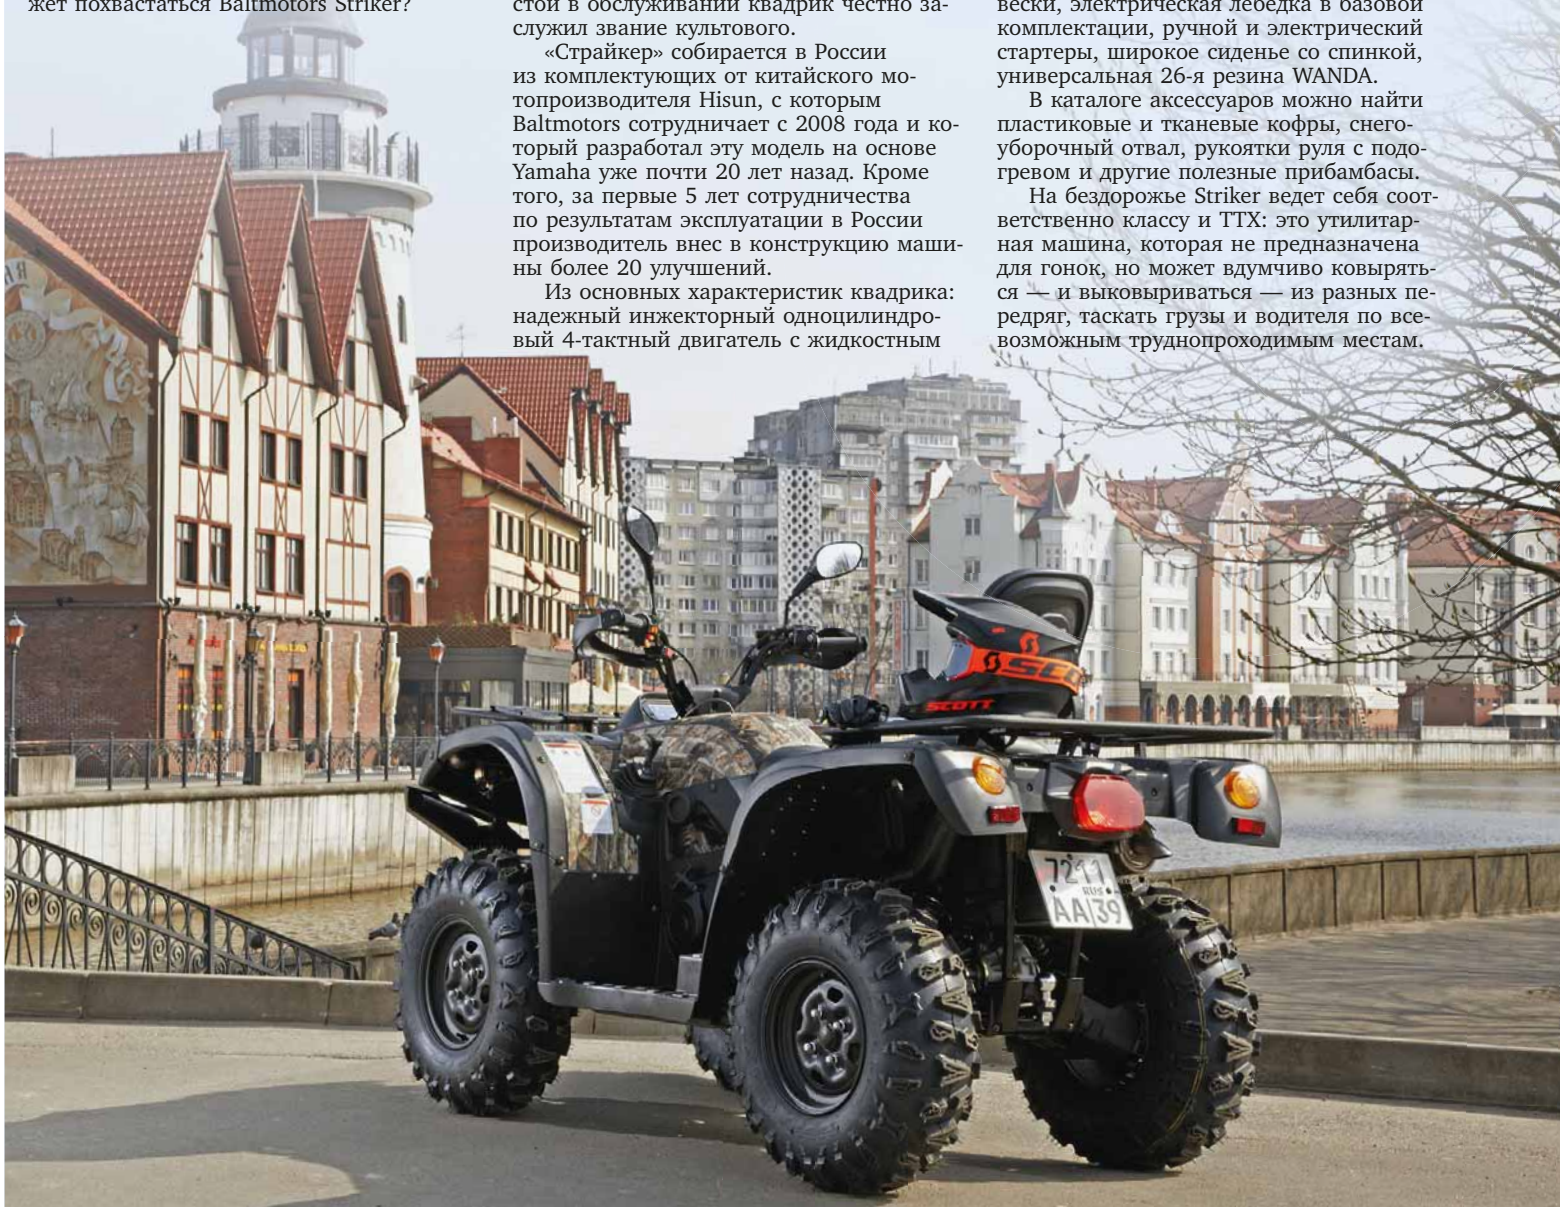 жет похвастаться Baltmotors Striker?
стой в обслуживании квадрик честно за-
служил звание культового.
«Страйкер» собирается в России
из комплектующих от китайского мо-
топроизводителя Hisun, с которым
Baltmotors сотрудничает с 2008 года и ко-
торый разработал эту модель на основе
Yamaha уже почти 20 лет назад. Кроме
того, за первые 5 лет сотрудничества
по результатам эксплуатации в России
производитель внес в конструкцию маши-
ны более 20 улучшений.
Из основных характеристик квадрика:
надежный инжекторный одноцилиндро-
вый 4-тактный двигатель с жидкостным
вески, электрическая лебедка в базовой
комплектации, ручной и электрический
стартеры, широкое сиденье со спинкой,
универсальная 26-я резина WANDA.
В каталоге аксессуаров можно найти
пластиковые и тканевые кофры, снего-
уборочный отвал, рукоятки руля с подо-
гревом и другие полезные прибамбасы.
На бездорожье Striker ведет себя соот-
ветственно классу и ТТХ: это утилитар-
ная машина, которая не предназначена
для гонок, но может вдумчиво ковырять-
ся — и выковыриваться — из разных пе-
редряг, таскать грузы и водителя по все-
возможным труднопроходимым местам.
SCOTT
7211
RUS
АА|39